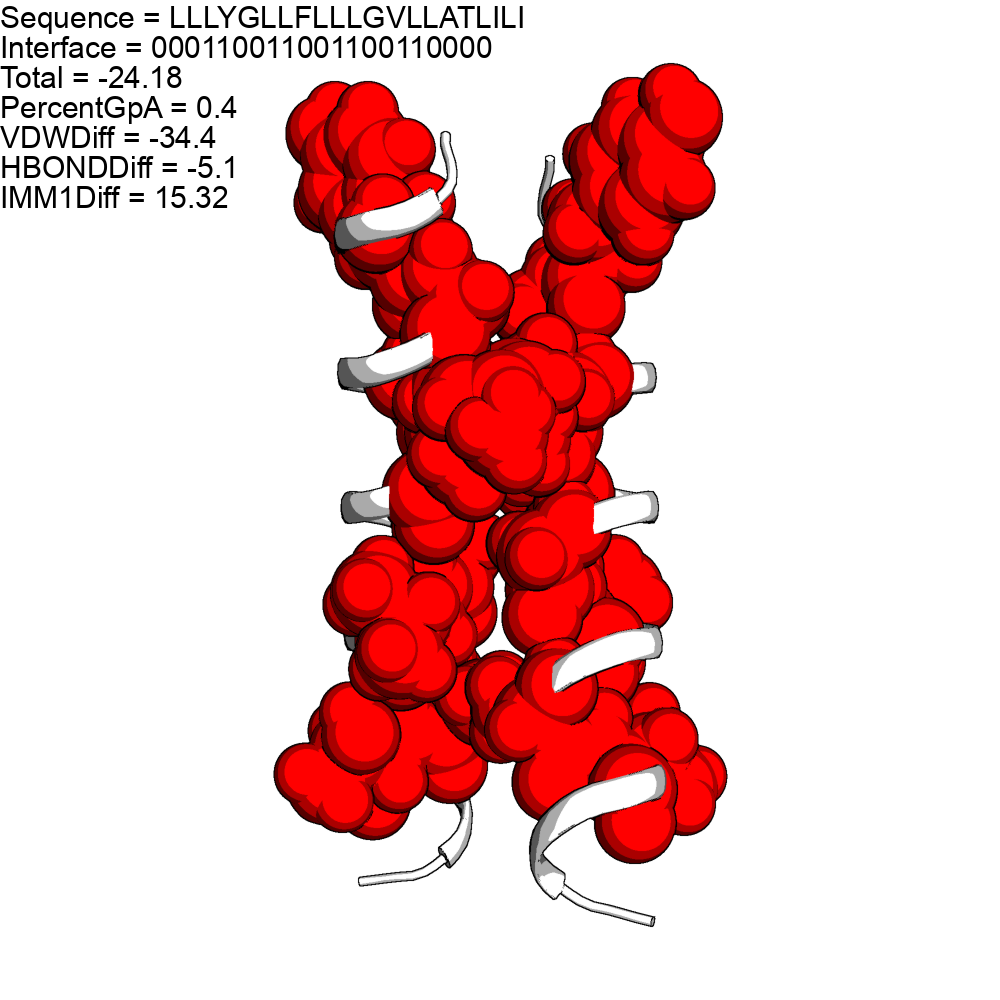 Sequence = LLLYGLLFLLLGVLLATLILI
Interface = 000110011001100110000
Total = -24.18
PercentGpA = 0.4
VDWDiff = -34.4
HBONDDiff = -5.1
IMM1Diff = 15.32